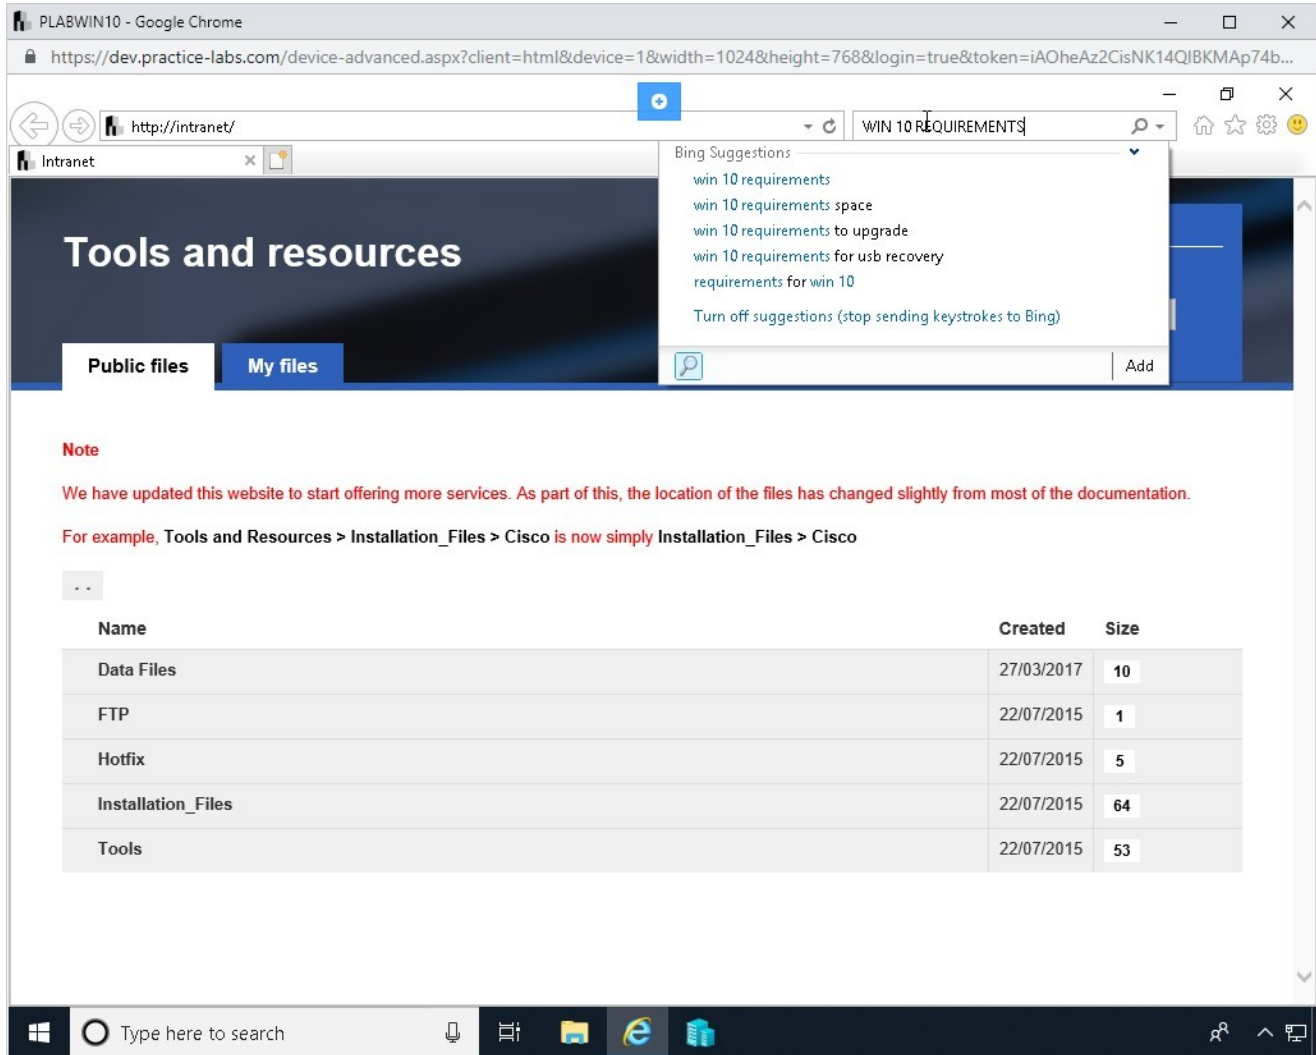 PLABWIN10 - Google Chrome
https://dev.practice-labs.com/device-advanced.aspx?client=html&device=1&width=1024&height=768&login=true&token=iAOheAz2CisNK14QIBKMAp74b...
http://intranet/
WIN 10 REQUIREMENTS
Intranet
Bing Suggestions
win 10 requirements
win 10 requirements space
win 10 requirements to upgrade
win 10 requirements for usb recovery
requirements for win 10
Turn off suggestions (stop sending keystrokes to Bing)
Add
Tools and resources
Public files My files
Note
We have updated this website to start offering more services. As part of this, the location of the files has changed slightly from most of the documentation.
For example, Tools and Resources > Installation_Files > Cisco is now simply Installation_Files > Cisco
. .
Name Created Size
Data Files 27/03/2017 10
FTP 22/07/2015 1
Hotfix 22/07/2015 5
Installation_Files 22/07/2015 64
Tools 22/07/2015 53
Type here to search